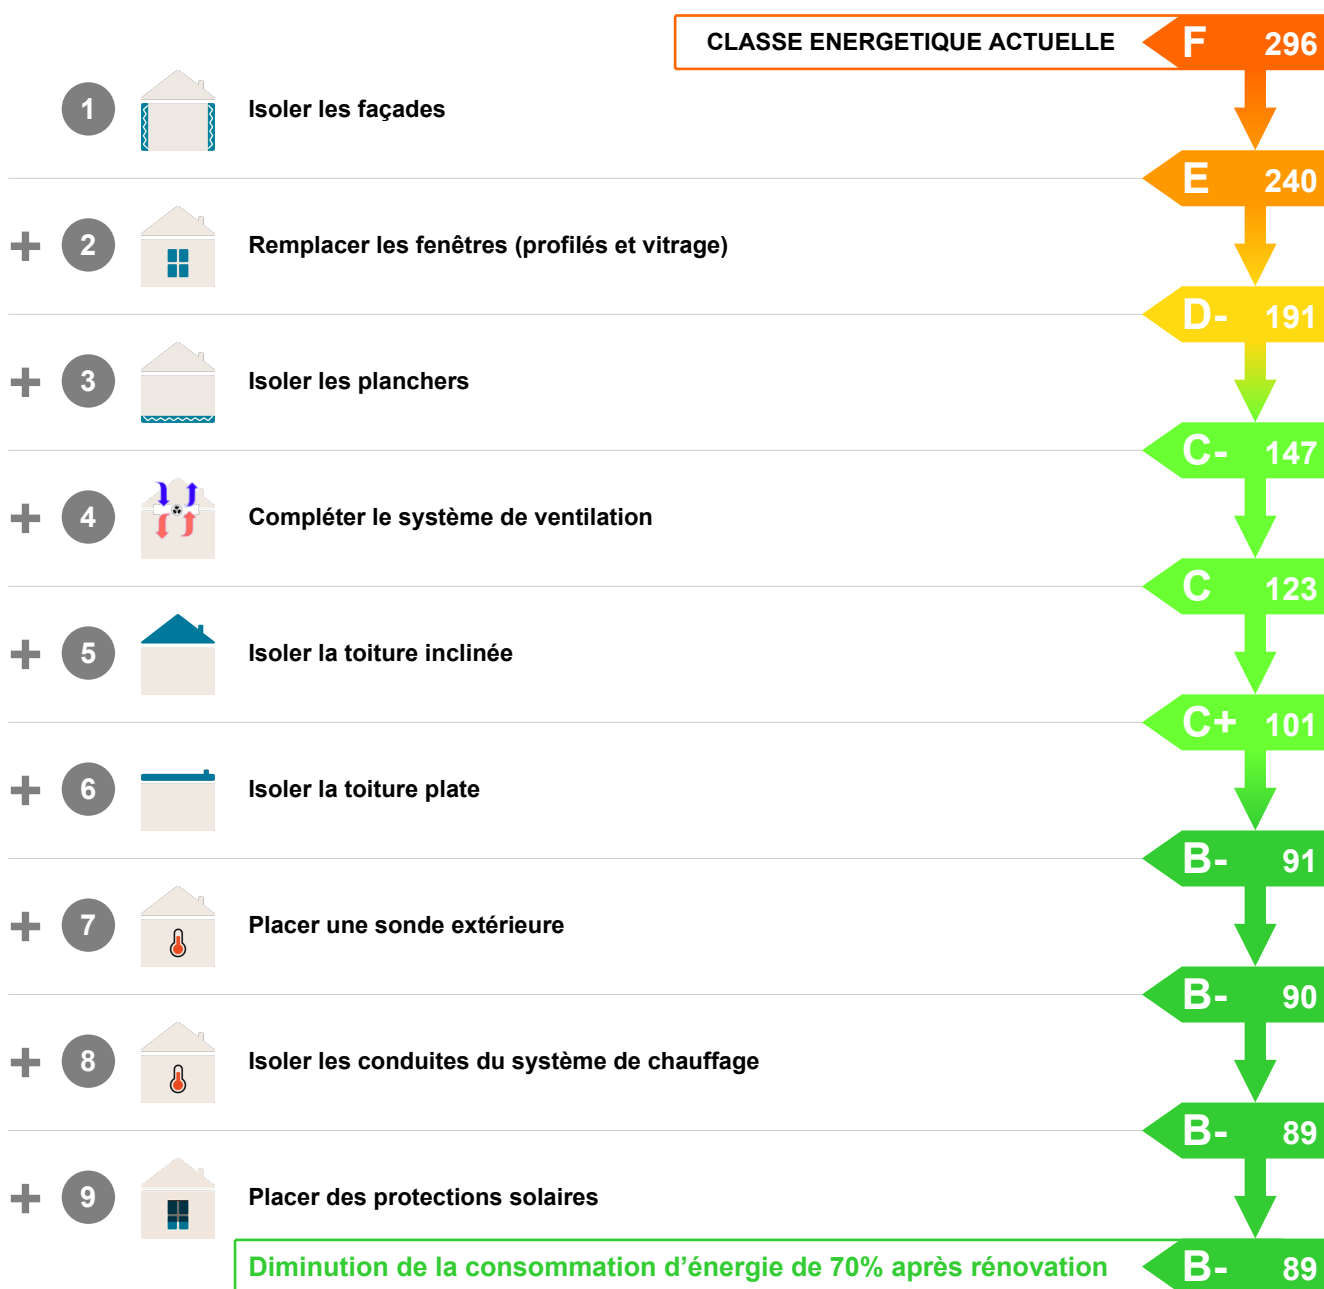 CLASSE ENERGETIQUE ACTUELLE F 296
1 Isoler les façades
E 240
+ 2 Remplacer les fenêtres (profilés et vitrage)
D- 191
+ 3 Isoler les planchers
C- 147
+ 4 Compléter le système de ventilation
C 123
+ 5 Isoler la toiture inclinée
C+ 101
+ 6 Isoler la toiture plate
B- 91
+ 7 Placer une sonde extérieure
B- 90
+ 8 Isoler les conduites du système de chauffage
B- 89
+ 9 Placer des protections solaires
Diminution de la consommation d’énergie de 70% après rénovation B- 89